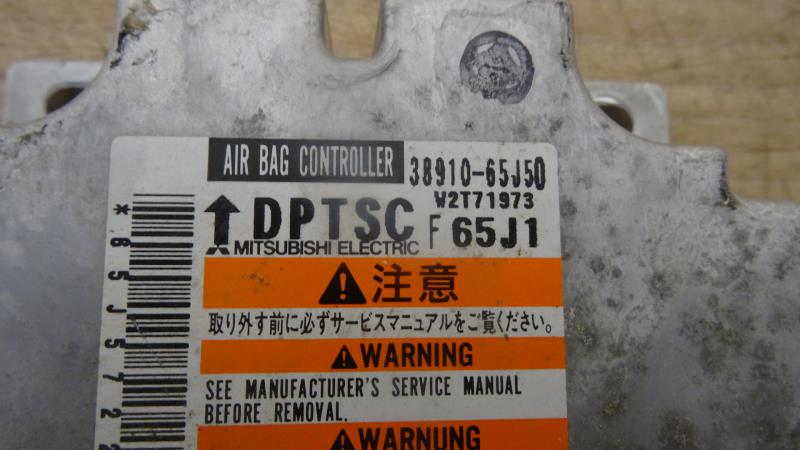 AIR BAG CONTROLLER 38910-65J50
W2T71973
DPTSC F 65J1
MITSUBISHI ELECTRIC
注意
取り外す前に必ずサービスマニュアルをご覧ください。
WARNING
SEE MANUFACTURER'S SERVICE MANUAL
BEFORE REMOVAL.
WARNUNG
*65J572